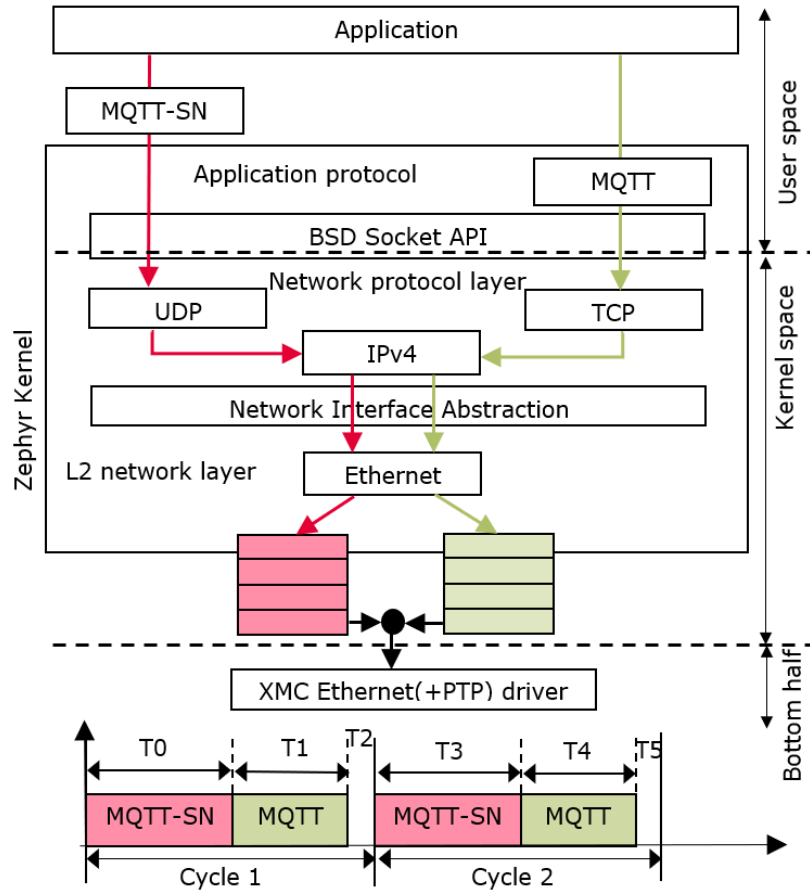 Application
MQTT-SN
User space
Application protocol
MQTT
BSD Socket API
Network protocol layer
UDP
TCP
IPv4
Kernel space
Zephyr Kernel
Network Interface Abstraction
L2 network layer
Ethernet
XMC Ethernet(+PTP) driver
Bottom half
T0
T1
T2
T3
T4
T5
MQTT-SN
MQTT
MQTT-SN
MQTT
Cycle 1
Cycle 2